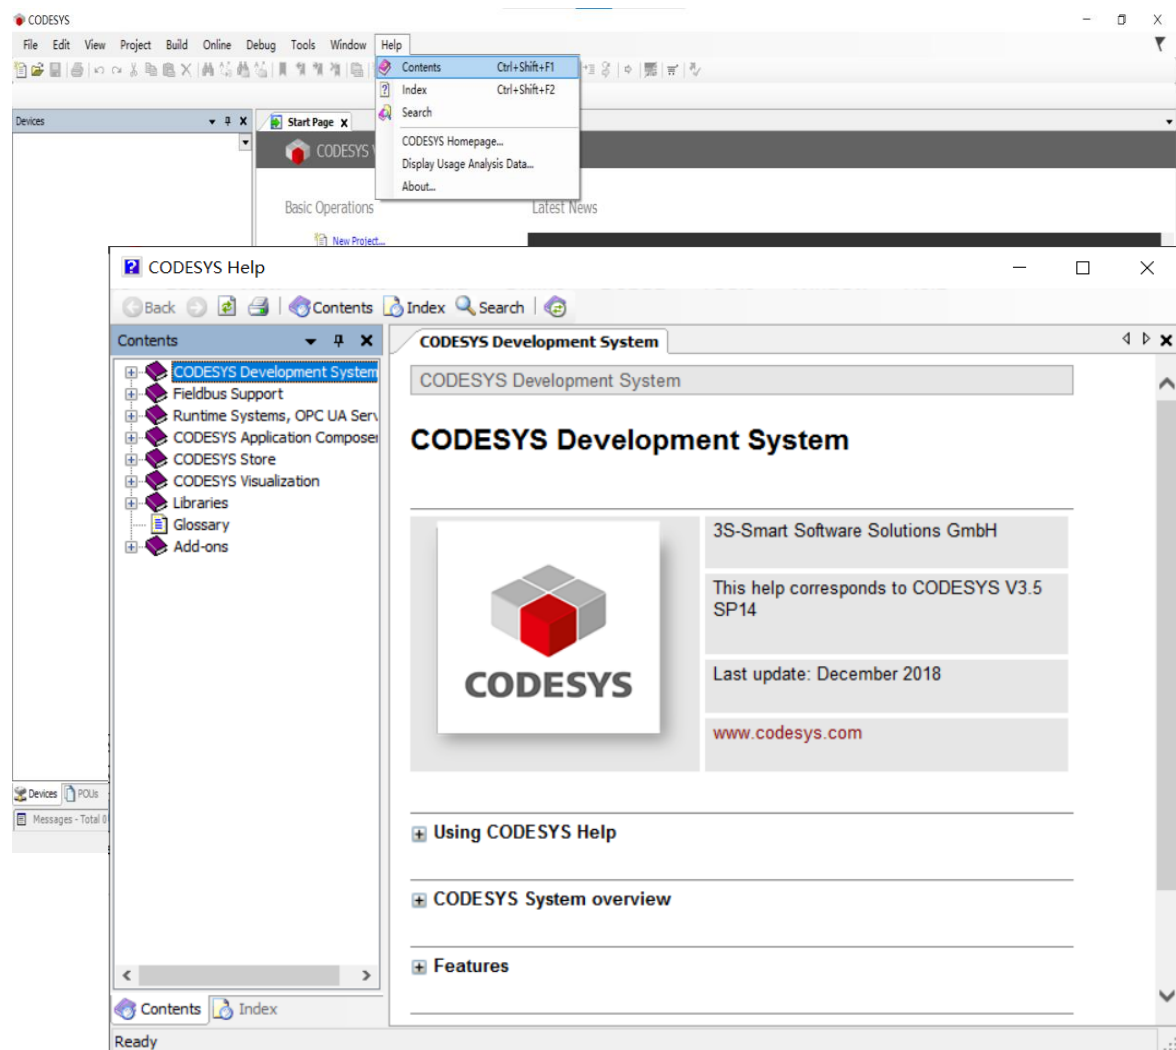 CODESYS
File Edit View Project Build Online Debug Tools Window Help
Contents Ctrl+Shift+F1
Index Ctrl+Shift+F2
Search
CODESYS Homepage...
Display Usage Analysis Data...
About...
Devices
Start Page
CODESYS
Basic Operations
Latest News
New Project...
CODESYS Help
Back Contents Index Search
Contents
CODESYS Development System
CODESYS Development System
Fieldbus Support
Runtime Systems, OPC UA Serv
CODESYS Application Composer
CODESYS Store
CODESYS Visualization
Libraries
Glossary
Add-ons
CODESYS Development System
CODESYS Development System
CODESYS
3S-Smart Software Solutions GmbH
This help corresponds to CODESYS V3.5
SP14
Last update: December 2018
www.codesys.com
Using CODESYS Help
CODESYS System overview
Features
Devices POUs
Messages - Total 0
Contents Index
Ready